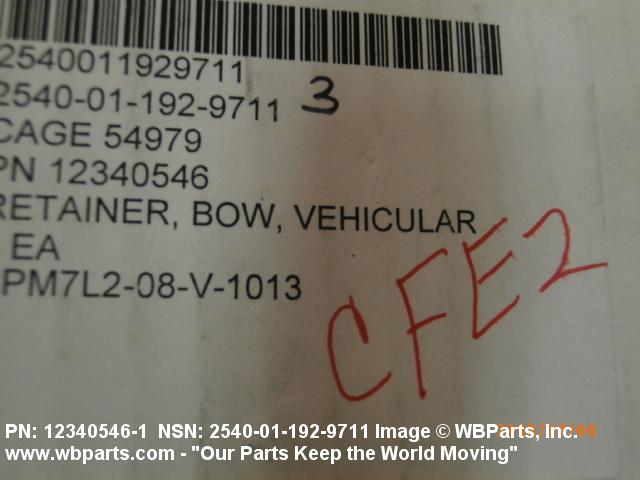 2540011929711
2540-01-192-9711 3
CAGE 54979
PN 12340546
RETAINER, BOW, VEHICULAR
EA
PM7L2-08-V-1013
CFE2
PN: 12340546-1 NSN: 2540-01-192-9711 Image © WBParts, Inc.
www.wbparts.com - "Our Parts Keep the World Moving"